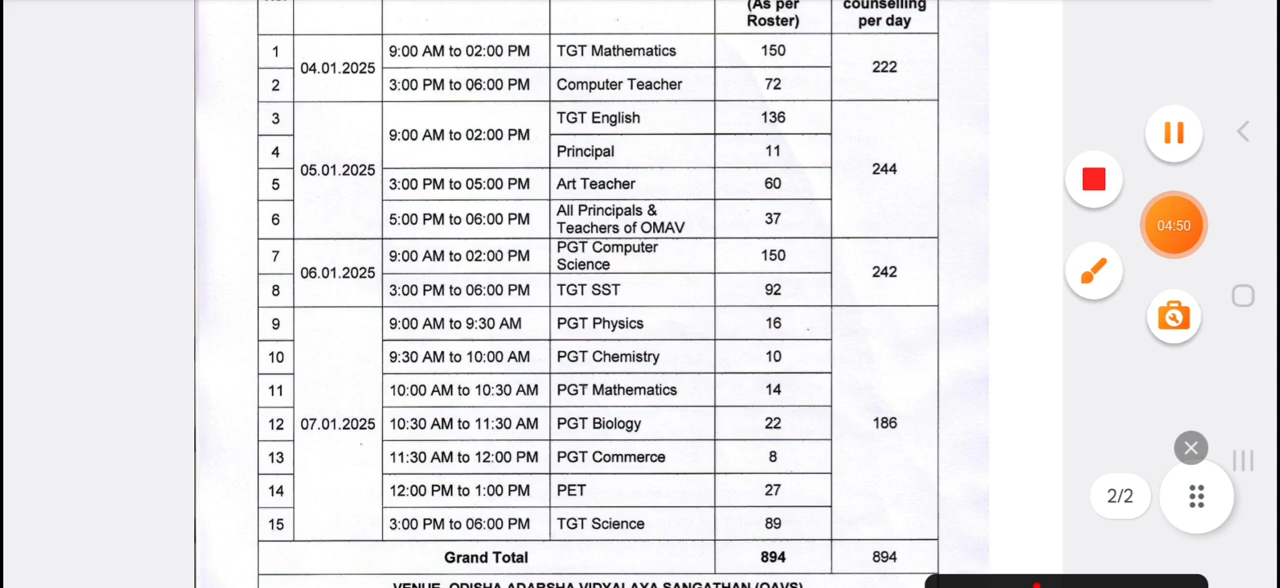 (As per
Roster)
counselling
per day
1 04.01.2025 9:00 AM to 02:00 PM TGT Mathematics 150 222
2 3:00 PM to 06:00 PM Computer Teacher 72
3 05.01.2025 9:00 AM to 02:00 PM TGT English 136 244
4 Principal 11
5 3:00 PM to 05:00 PM Art Teacher 60
6 5:00 PM to 06:00 PM All Principals &
Teachers of OMAV 37
7 06.01.2025 9:00 AM to 02:00 PM PGT Computer
Science 150 242
8 3:00 PM to 06:00 PM TGT SST 92
9 07.01.2025 9:00 AM to 9:30 AM PGT Physics 16 186
10 9:30 AM to 10:00 AM PGT Chemistry 10
11 10:00 AM to 10:30 AM PGT Mathematics 14
12 10:30 AM to 11:30 AM PGT Biology 22
13 11:30 AM to 12:00 PM PGT Commerce 8
14 12:00 PM to 1:00 PM PET 27
15 3:00 PM to 06:00 PM TGT Science 89
Grand Total 894 894
VENUE ODISHA ADARSHA VIDYALAYA SANGATHAN (OAVS)
04:50
2/2